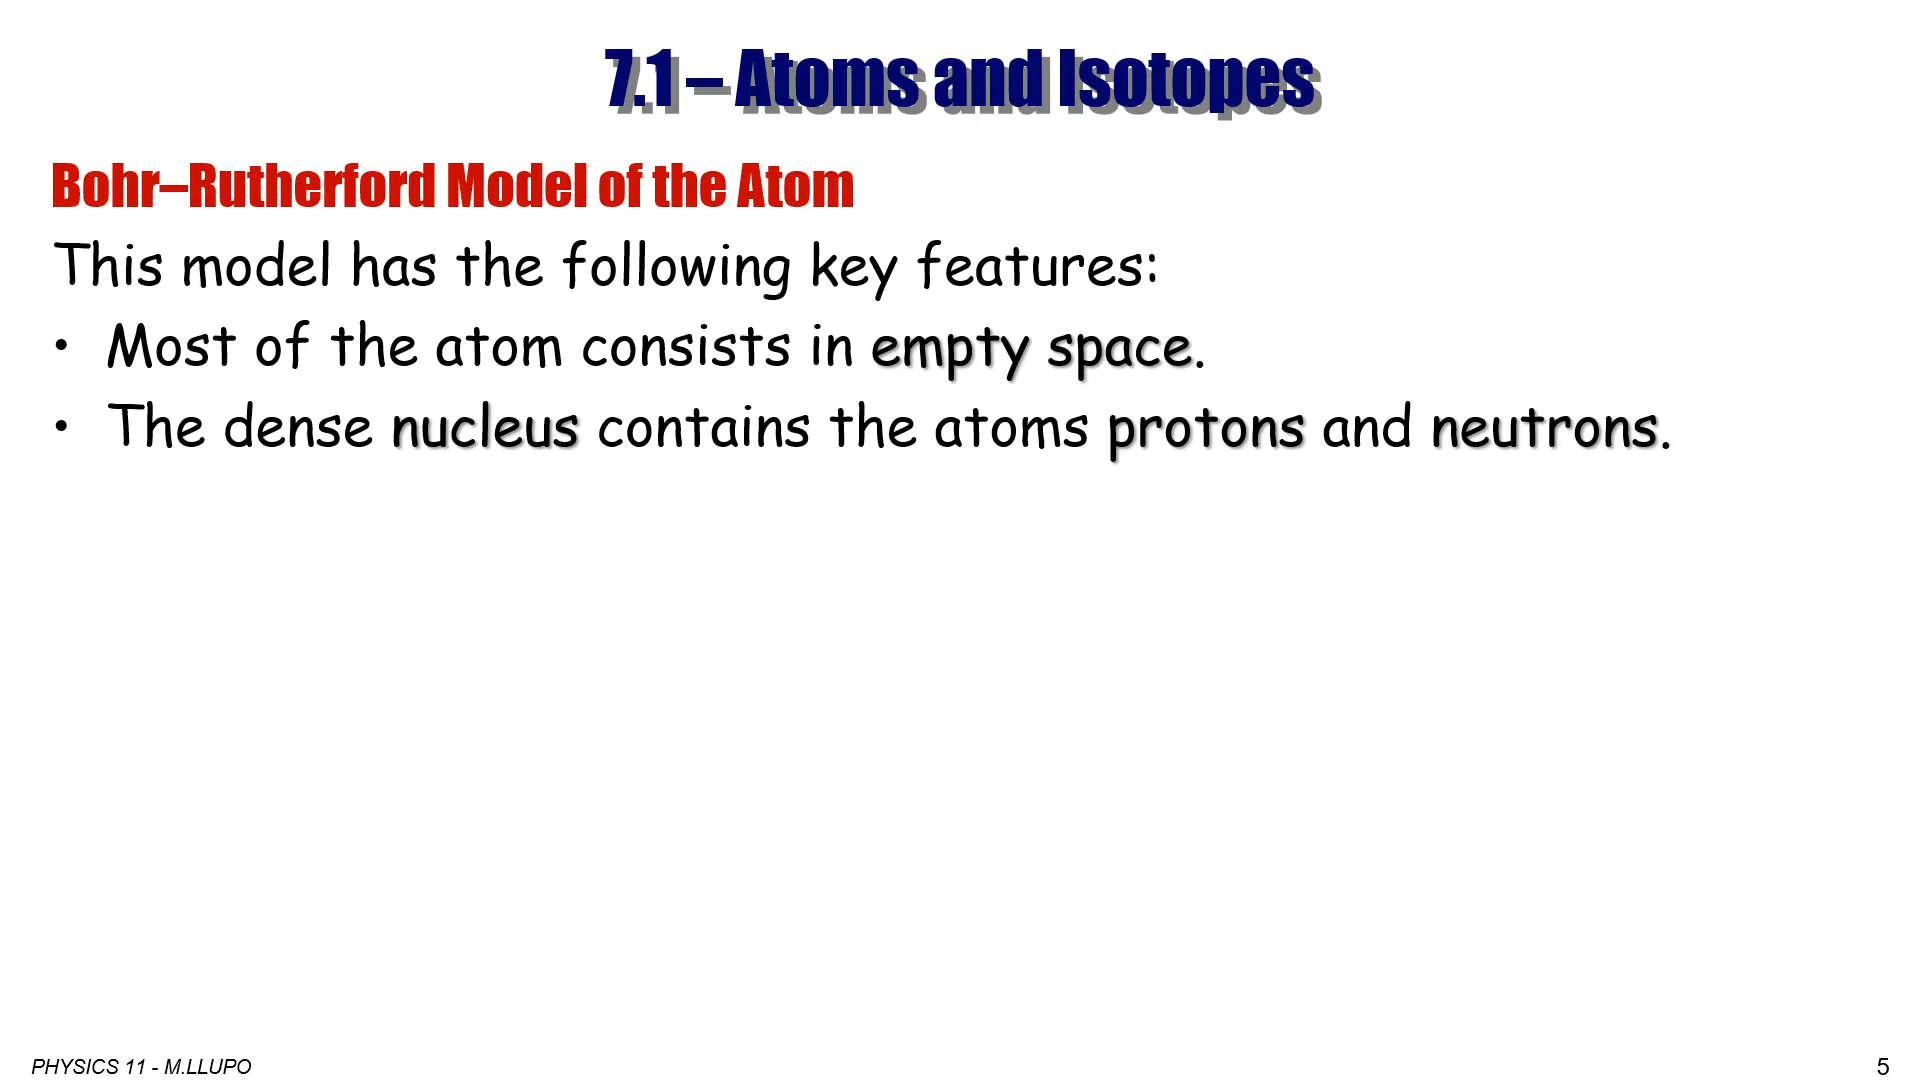 7.1 – Atoms and Isotopes
Bohr–Rutherford Model of the Atom
This model has the following key features:
• Most of the atom consists in empty space.
• The dense nucleus contains the atoms protons and neutrons.
PHYSICS 11 - M.LLUPO
5